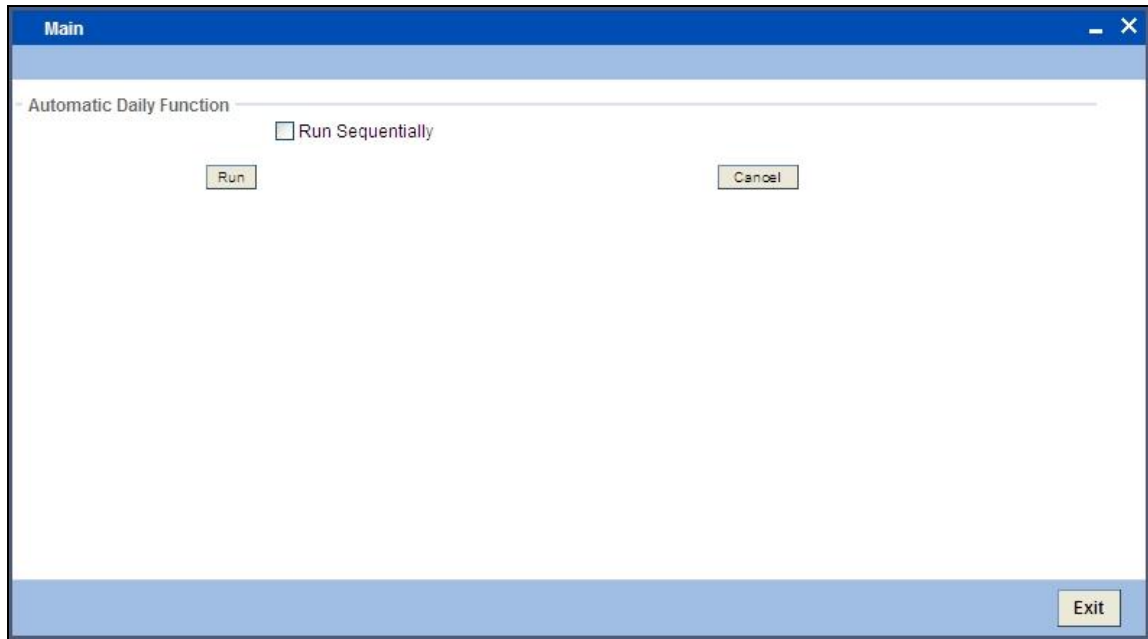 Main
Automatic Daily Function
Run Sequentially
Run
Cancel
Exit